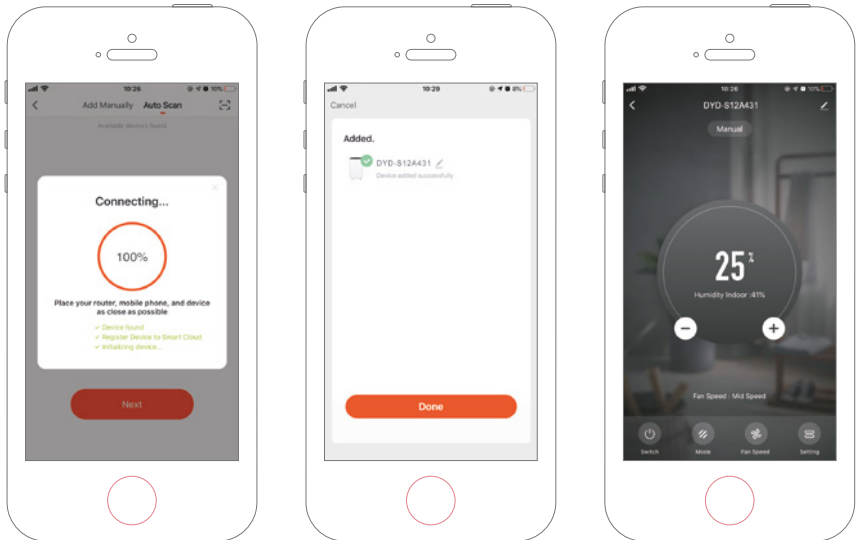 10:26
10%
Add Manually Auto Scan
Available devices found
Connecting...
100%
Place your router, mobile phone, and device
as close as possible
✓ Device found
✓ Register Device to Smart Cloud
✓ Initializing device...
Next
10:29
8%
Cancel
Added.
DYD-S12A431
Device added successfully
Done
10:26
10%
DYD-S12A431
Manual
25 %
Humidity Indoor :41%
Fan Speed : Mid Speed
Switch Mode Fan Speed Setting